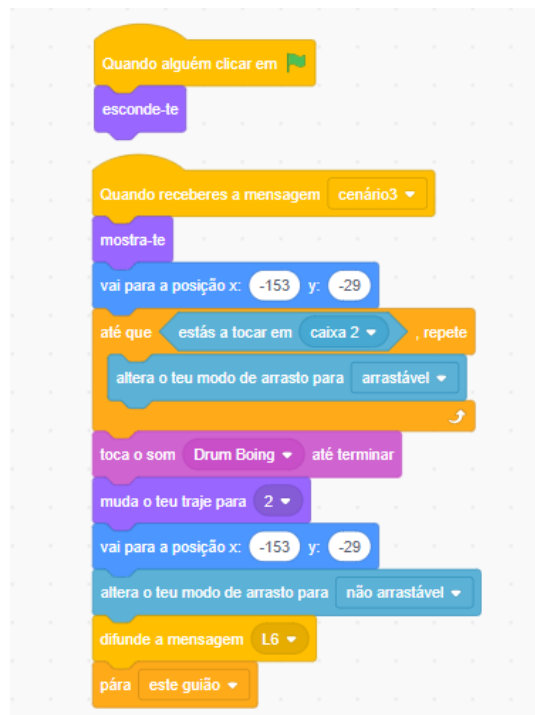 Quando alguém clicar em
esconde-te
Quando receberes a mensagem cenário3
mostra-te
vai para a posição x: -153 y: -29
até que estás a tocar em caixa 2 , repete
altera o teu modo de arrasto para arrastável
toca o som Drum Boing até terminar
muda o teu traje para 2
vai para a posição x: -153 y: -29
altera o teu modo de arrasto para não arrastável
difunde a mensagem L6
pára este guião